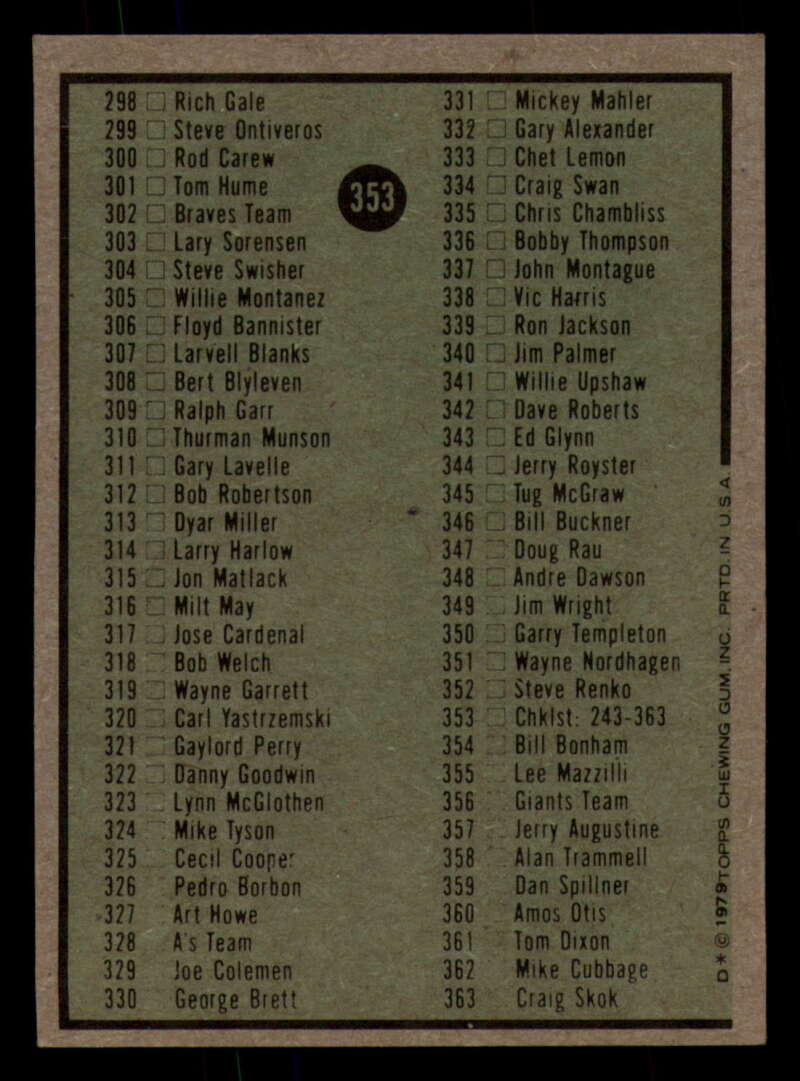 298 Rich Gale
299 Steve Ontiveros
300 Rod Carew
301 Tom Hume
302 Braves Team
303 Lary Sorensen
304 Steve Swisher
305 Willie Montanez
306 Floyd Bannister
307 Larvell Blanks
308 Bert Blyleven
309 Ralph Garr
310 Thurman Munson
311 Gary Lavelle
312 Bob Robertson
313 Dyar Miller
314 Larry Harlow
315 Jon Matlack
316 Milt May
317 Jose Cardenal
318 Bob Welch
319 Wayne Garrett
320 Carl Yastrzemski
321 Gaylord Perry
322 Danny Goodwin
323 Lynn McGlothen
324 Mike Tyson
325 Cecil Cooper
326 Pedro Borbon
327 Art Howe
328 A's Team
329 Joe Colemen
330 George Brett
353
331 Mickey Mahler
332 Gary Alexander
333 Chet Lemon
334 Craig Swan
335 Chris Chambliss
336 Bobby Thompson
337 John Montague
338 Vic Harris
339 Ron Jackson
340 Jim Palmer
341 Willie Upshaw
342 Dave Roberts
343 Ed Glynn
344 Jerry Royster
345 Tug McGraw
346 Bill Buckner
347 Doug Rau
348 Andre Dawson
349 Jim Wright
350 Garry Templeton
351 Wayne Nordhagen
352 Steve Renko
353 Chklst: 243-363
354 Bill Bonham
355 Lee Mazzilli
356 Giants Team
357 Jerry Augustine
358 Alan Trammell
359 Dan Spillner
360 Amos Otis
361 Tom Dixon
362 Mike Cubbage
363 Craig Skok
D*© 1979 TOPPS CHEWING GUM, INC. PRTD. IN U.S.A.